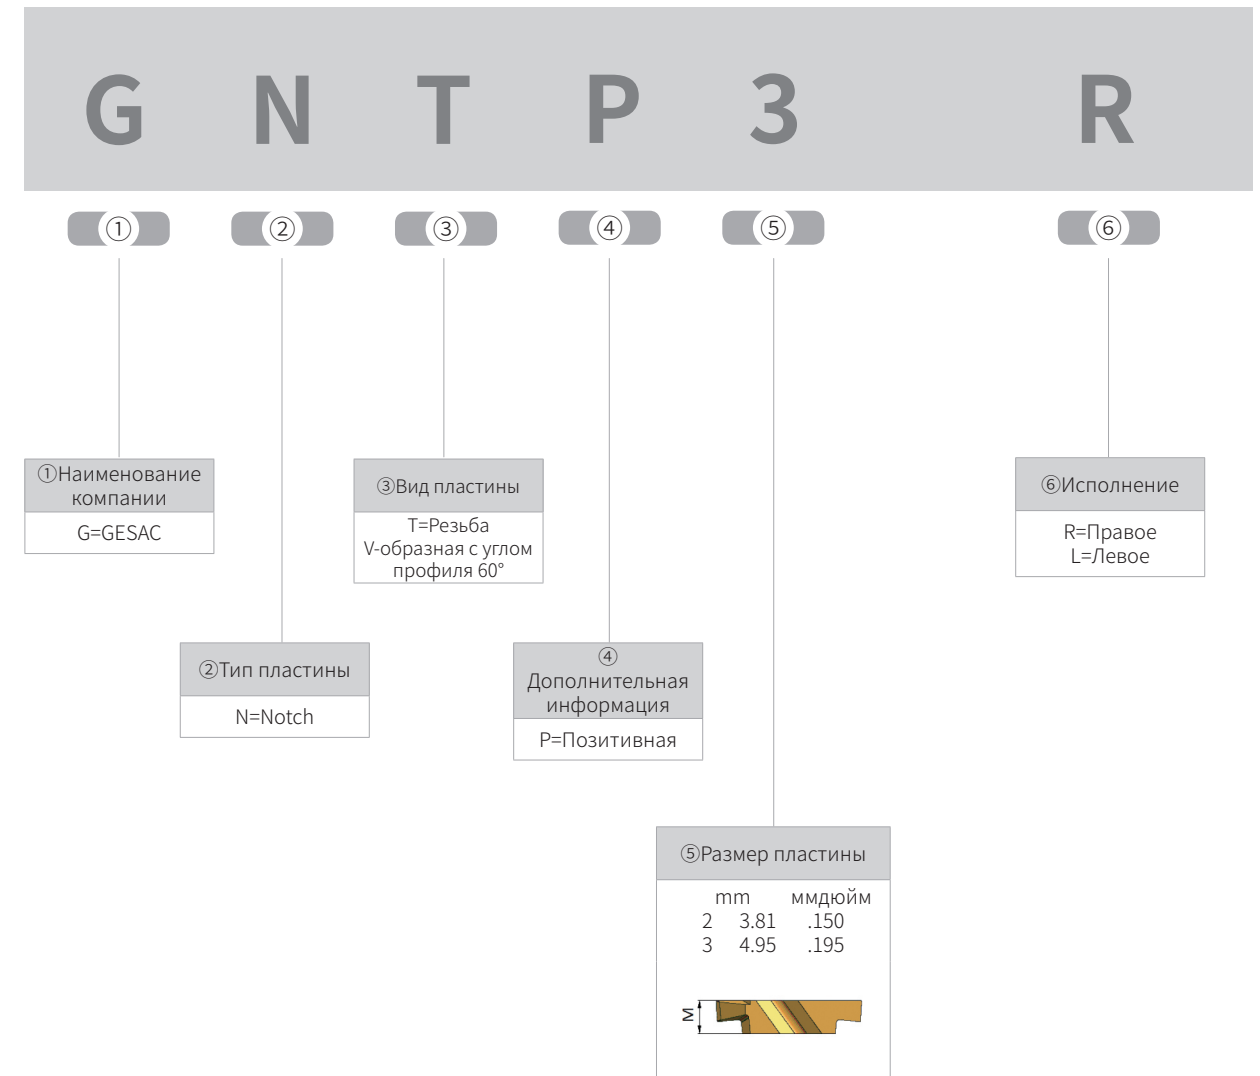 G N T P 3 R
① ② ③ ④ ⑤ ⑥
①Наименование
компании
G=GESAC
③Вид пластины
T=Резьба
V-образная с углом
профиля 60°
⑥Исполнение
R=Правое
L=Левое
②Тип пластины
N=Notch
④
Дополнительная
информация
P=Позитивная
⑤Размер пластины
mm ммдюйм
2 3.81 .150
3 4.95 .195
M